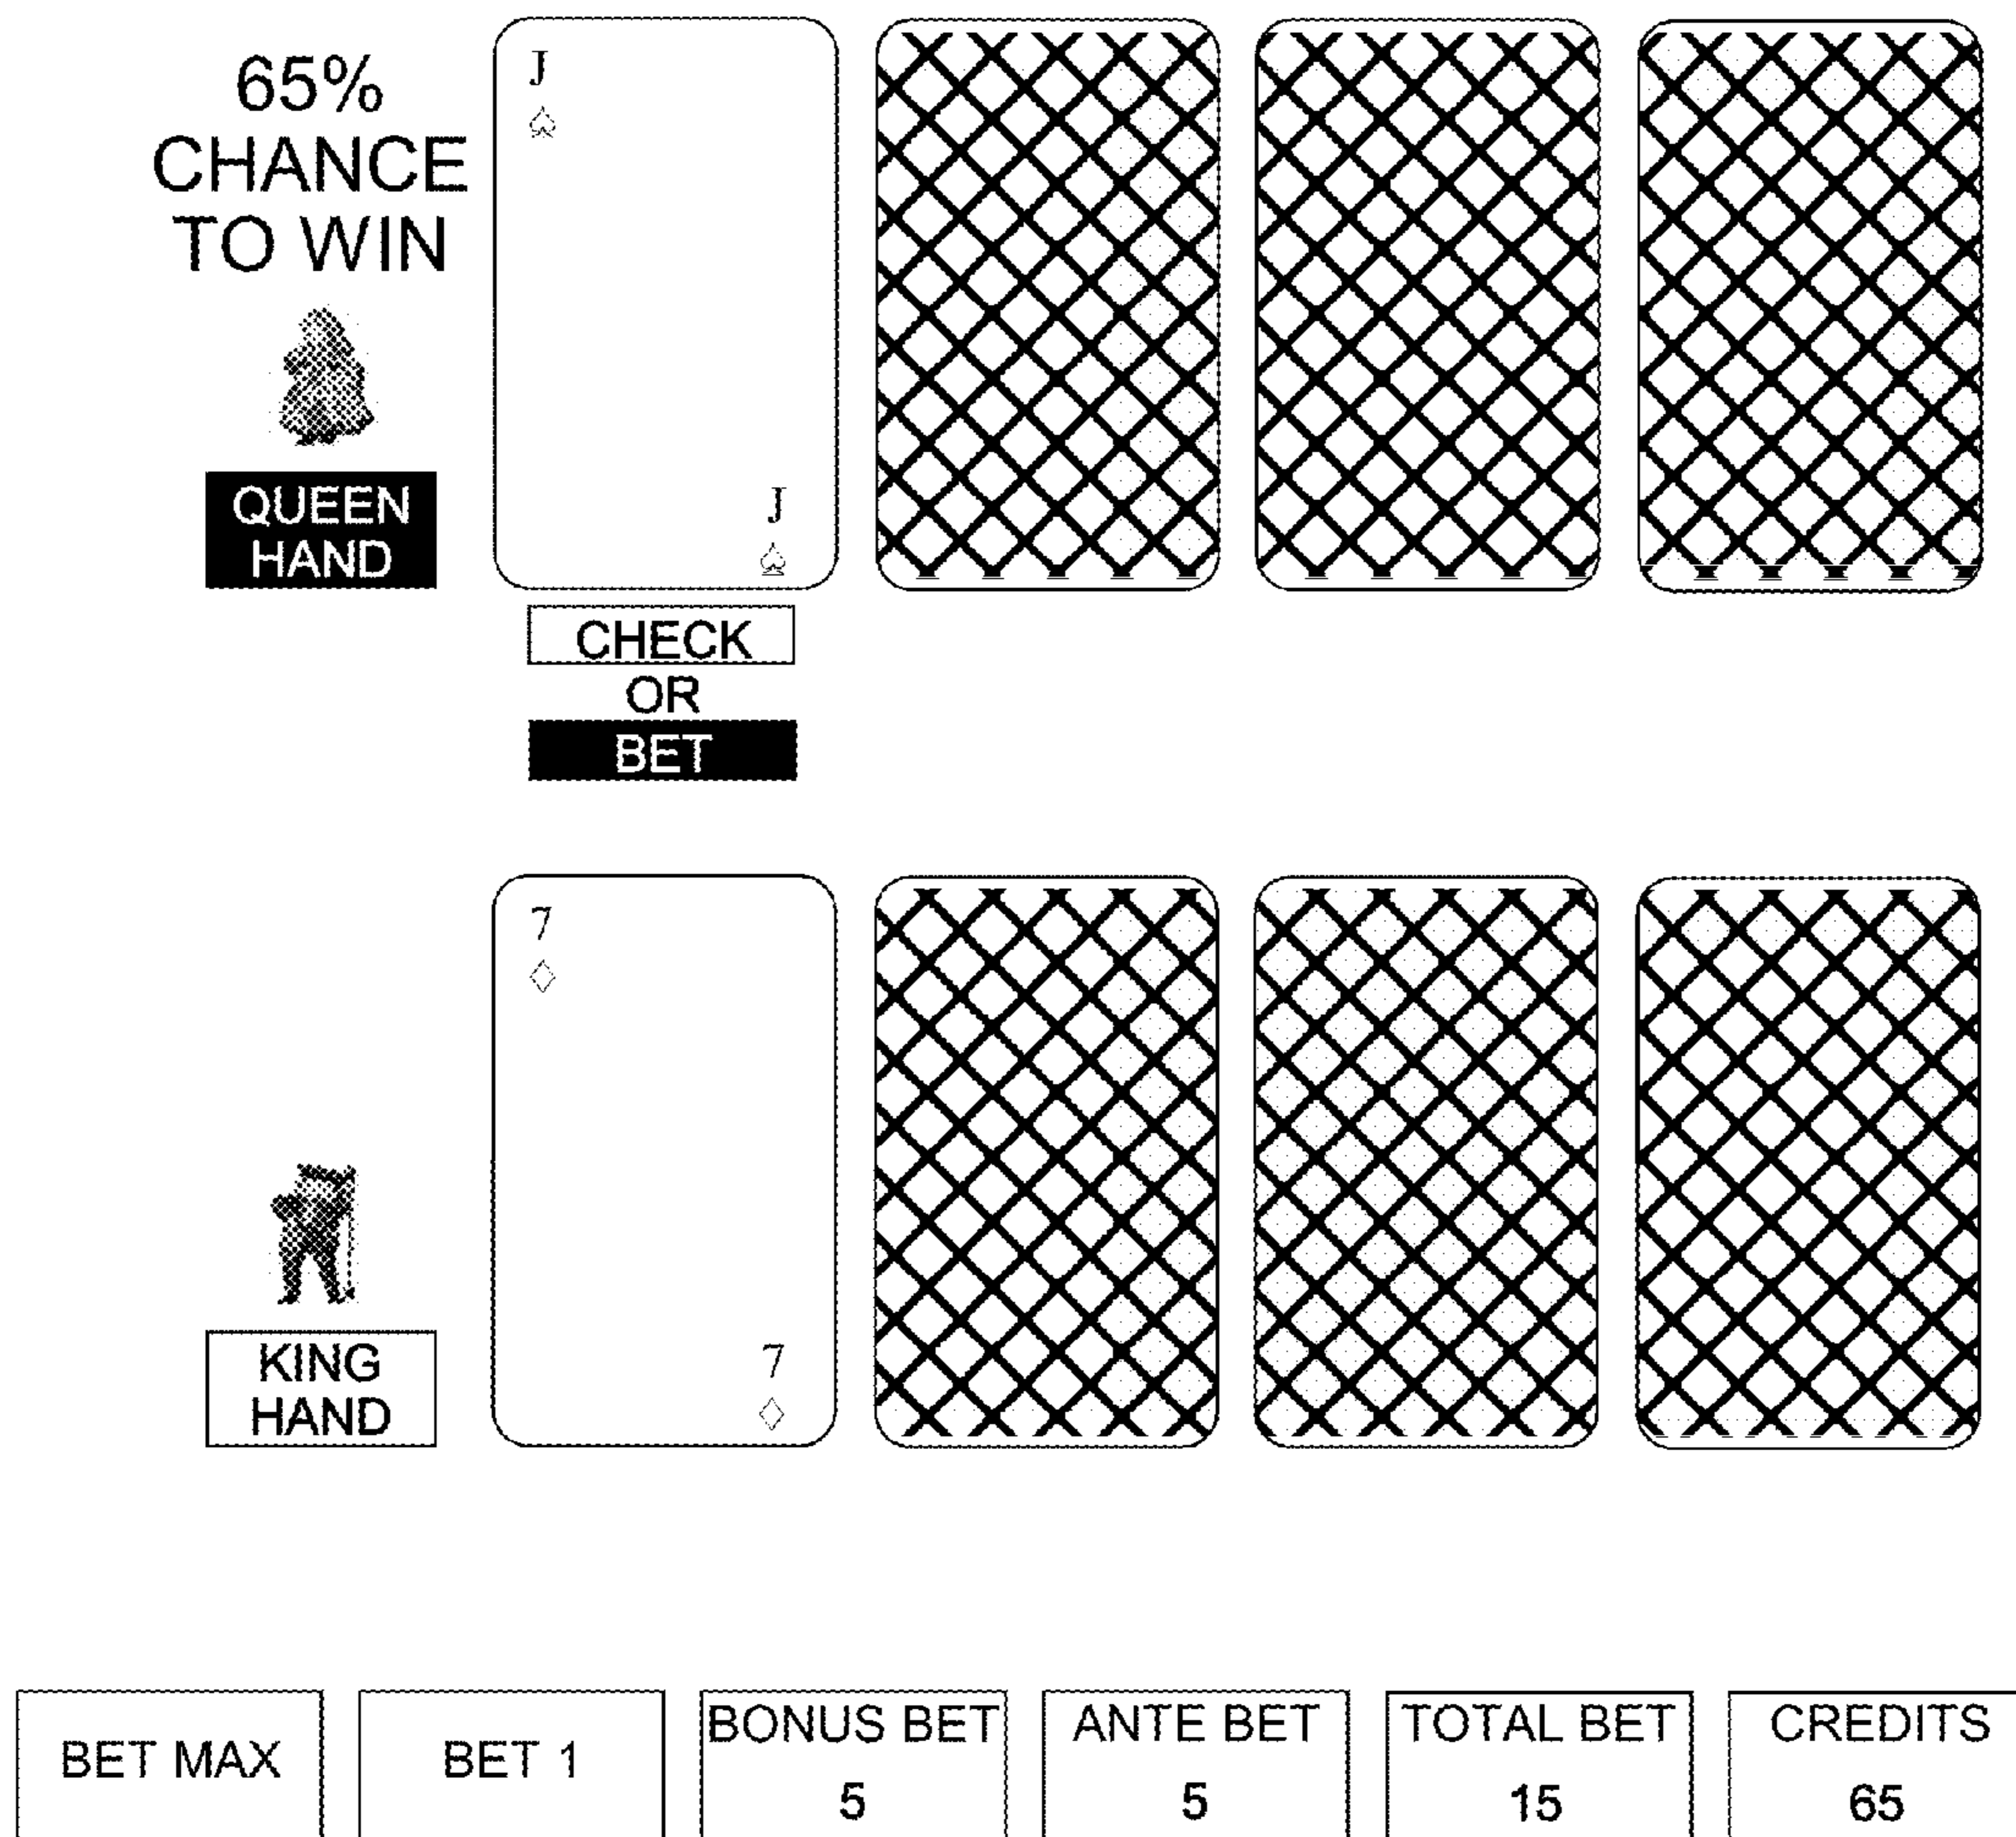 65%
CHANCE
TO WIN
QUEEN
HAND
J
♤
J
♤
CHECK
OR
BET
KING
HAND
7
♢
7
♢
BET MAX
BET 1
BONUS BET
5
ANTE BET
5
TOTAL BET
15
CREDITS
65